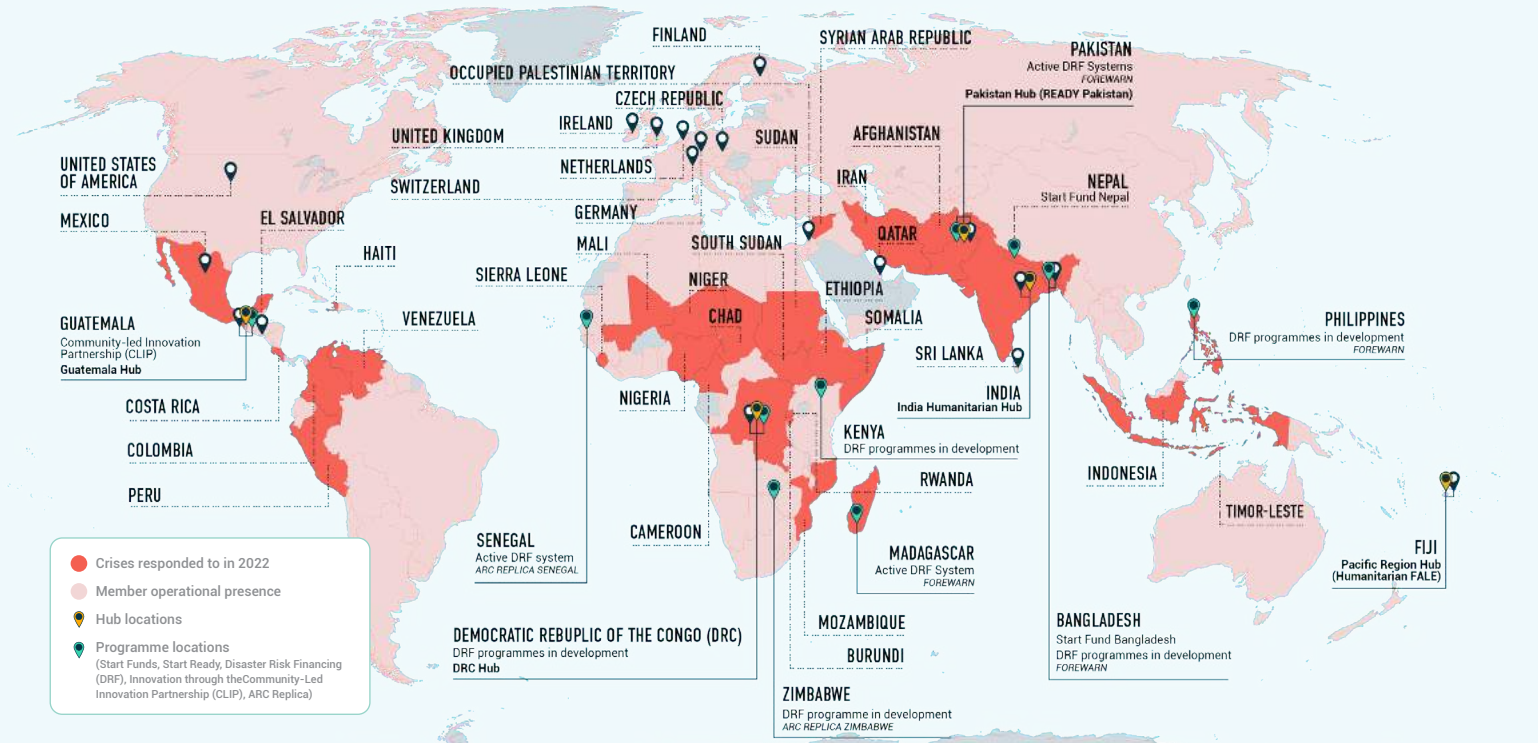 FINLAND
SYRIAN ARAB REPUBLIC
PAKISTAN
Active DRF Systems
FOREWARN
Pakistan Hub (READY Pakistan)
OCCUPIED PALESTINIAN TERRITORY
CZECH REPUBLIC
IRELAND
UNITED KINGDOM
SUDAN
AFGHANISTAN
UNITED STATES
OF AMERICA
NETHERLANDS
SWITZERLAND
IRAN
NEPAL
Start Fund Nepal
MEXICO
EL SALVADOR
GERMANY
QATAR
MALI
SOUTH SUDAN
HAITI
SIERRA LEONE
NIGER
ETHIOPIA
CHAD
SOMALIA
VENEZUELA
GUATEMALA
Community-led Innovation
Partnership (CLIP)
Guatemala Hub
PHILIPPINES
DRF programmes in development
FOREWARN
SRI LANKA
INDIA
India Humanitarian Hub
NIGERIA
COSTA RICA
KENYA
DRF programmes in development
COLOMBIA
RWANDA
INDONESIA
PERU
TIMOR-LESTE
CAMEROON
SENEGAL
Active DRF system
ARC REPLICA SENEGAL
MADAGASCAR
Active DRF System
FOREWARN
FIJI
Pacific Region Hub
(Humanitarian FALE)
Crises responded to in 2022
Member operational presence
Hub locations
Programme locations
(Start Funds, Start Ready, Disaster Risk Financing
(DRF), Innovation through theCommunity-Led
Innovation Partnership (CLIP), ARC Replica)
MOZAMBIQUE
BURUNDI
BANGLADESH
Start Fund Bangladesh
DRF programmes in development
FOREWARN
DEMOCRATIC REBUPLIC OF THE CONGO (DRC)
DRF programmes in development
DRC Hub
ZIMBABWE
DRF programme in development
ARC REPLICA ZIMBABWE